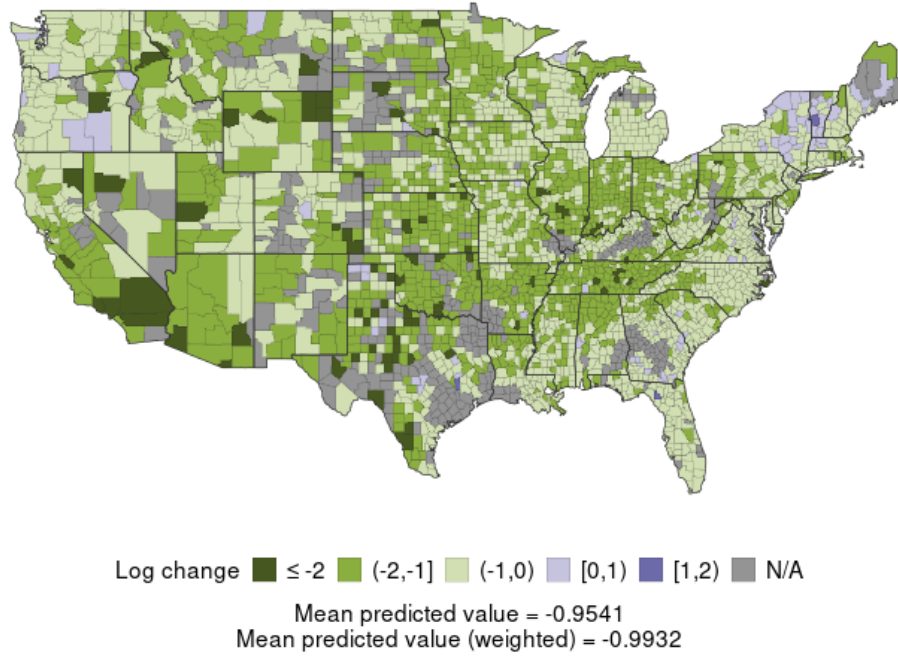 Log change ≤ -2 (-2,-1] (-1,0) [0,1) [1,2) N/A
Mean predicted value = -0.9541
Mean predicted value (weighted) = -0.9932